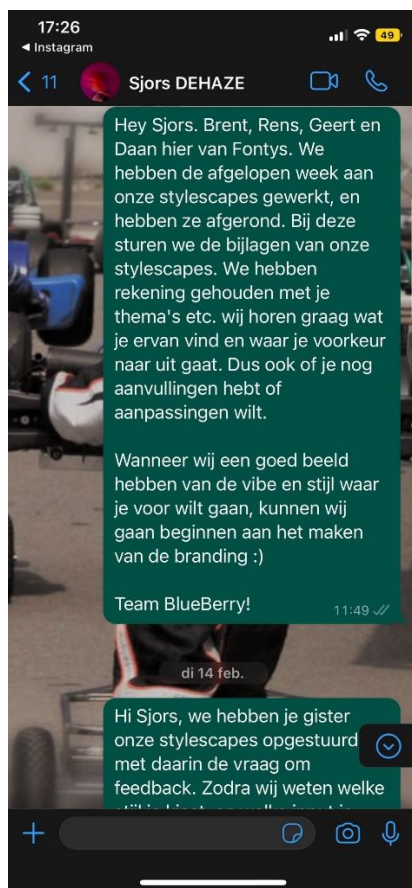 17:26
49
◀ Instagram
11
Sjors DEHAZE
Hey Sjors. Brent, Rens, Geert en
Daan hier van Fontys. We
hebben de afgelopen week aan
onze stylescapes gewerkt, en
hebben ze afgerond. Bij deze
sturen we de bijlagen van onze
stylescapes. We hebben
rekening gehouden met je
thema's etc. wij horen graag wat
je ervan vind en waar je voorkeur
naar uit gaat. Dus ook of je nog
aanvullingen hebt of
aanpassingen wilt.
Wanneer wij een goed beeld
hebben van de vibe en stijl waar
je voor wilt gaan, kunnen wij
gaan beginnen aan het maken
van de branding :)
Team BlueBerry!
11:49
di 14 feb.
Hi Sjors, we hebben je gister
onze stylescapes opgestuurd
met daarin de vraag om
feedback. Zodra wij weten welke